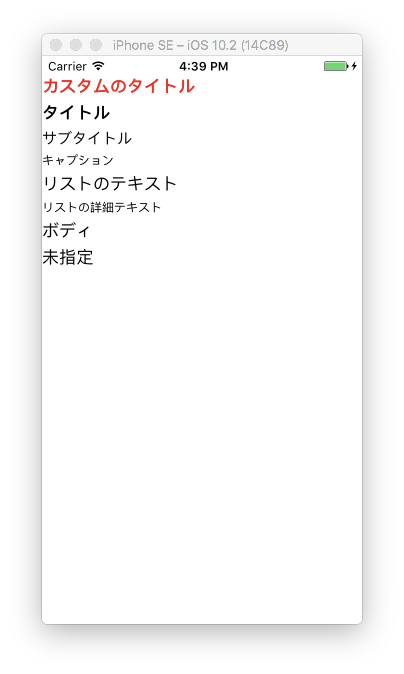 iPhone SE – iOS 10.2 (14C89)
Carrier 4:39 PM
カスタムのタイトル
タイトル
サブタイトル
キャプション
リストのテキスト
リストの詳細テキスト
ボディ
未指定